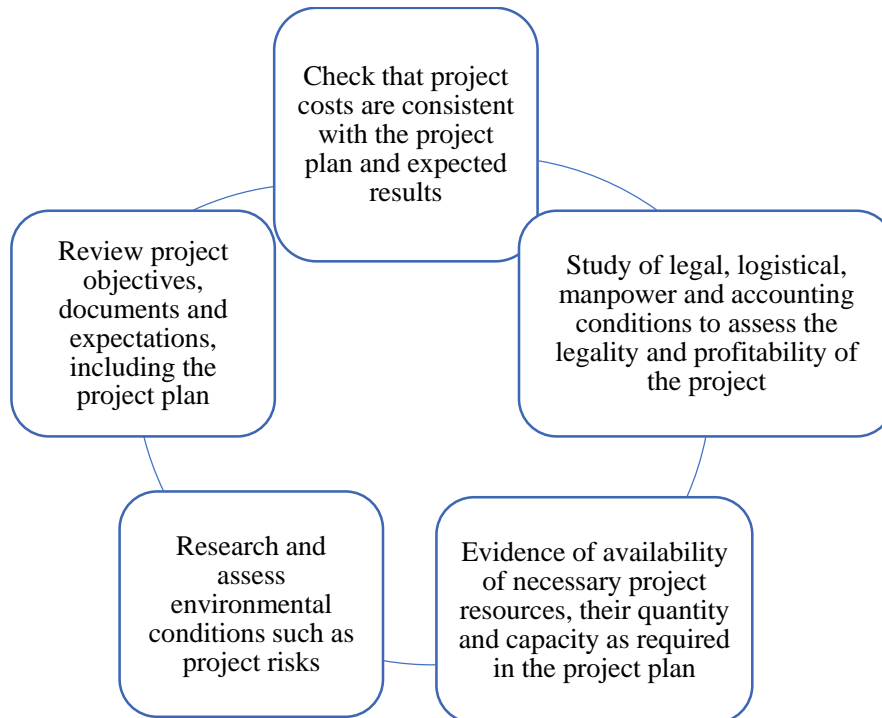 Check that project
costs are consistent
with the project
plan and expected
results
Study of legal, logistical,
manpower and accounting
conditions to assess the
legality and profitability of
the project
Evidence of availability
of necessary project
resources, their quantity
and capacity as required
in the project plan
Research and
assess
environmental
conditions such as
project risks
Review project
objectives,
documents and
expectations,
including the
project plan